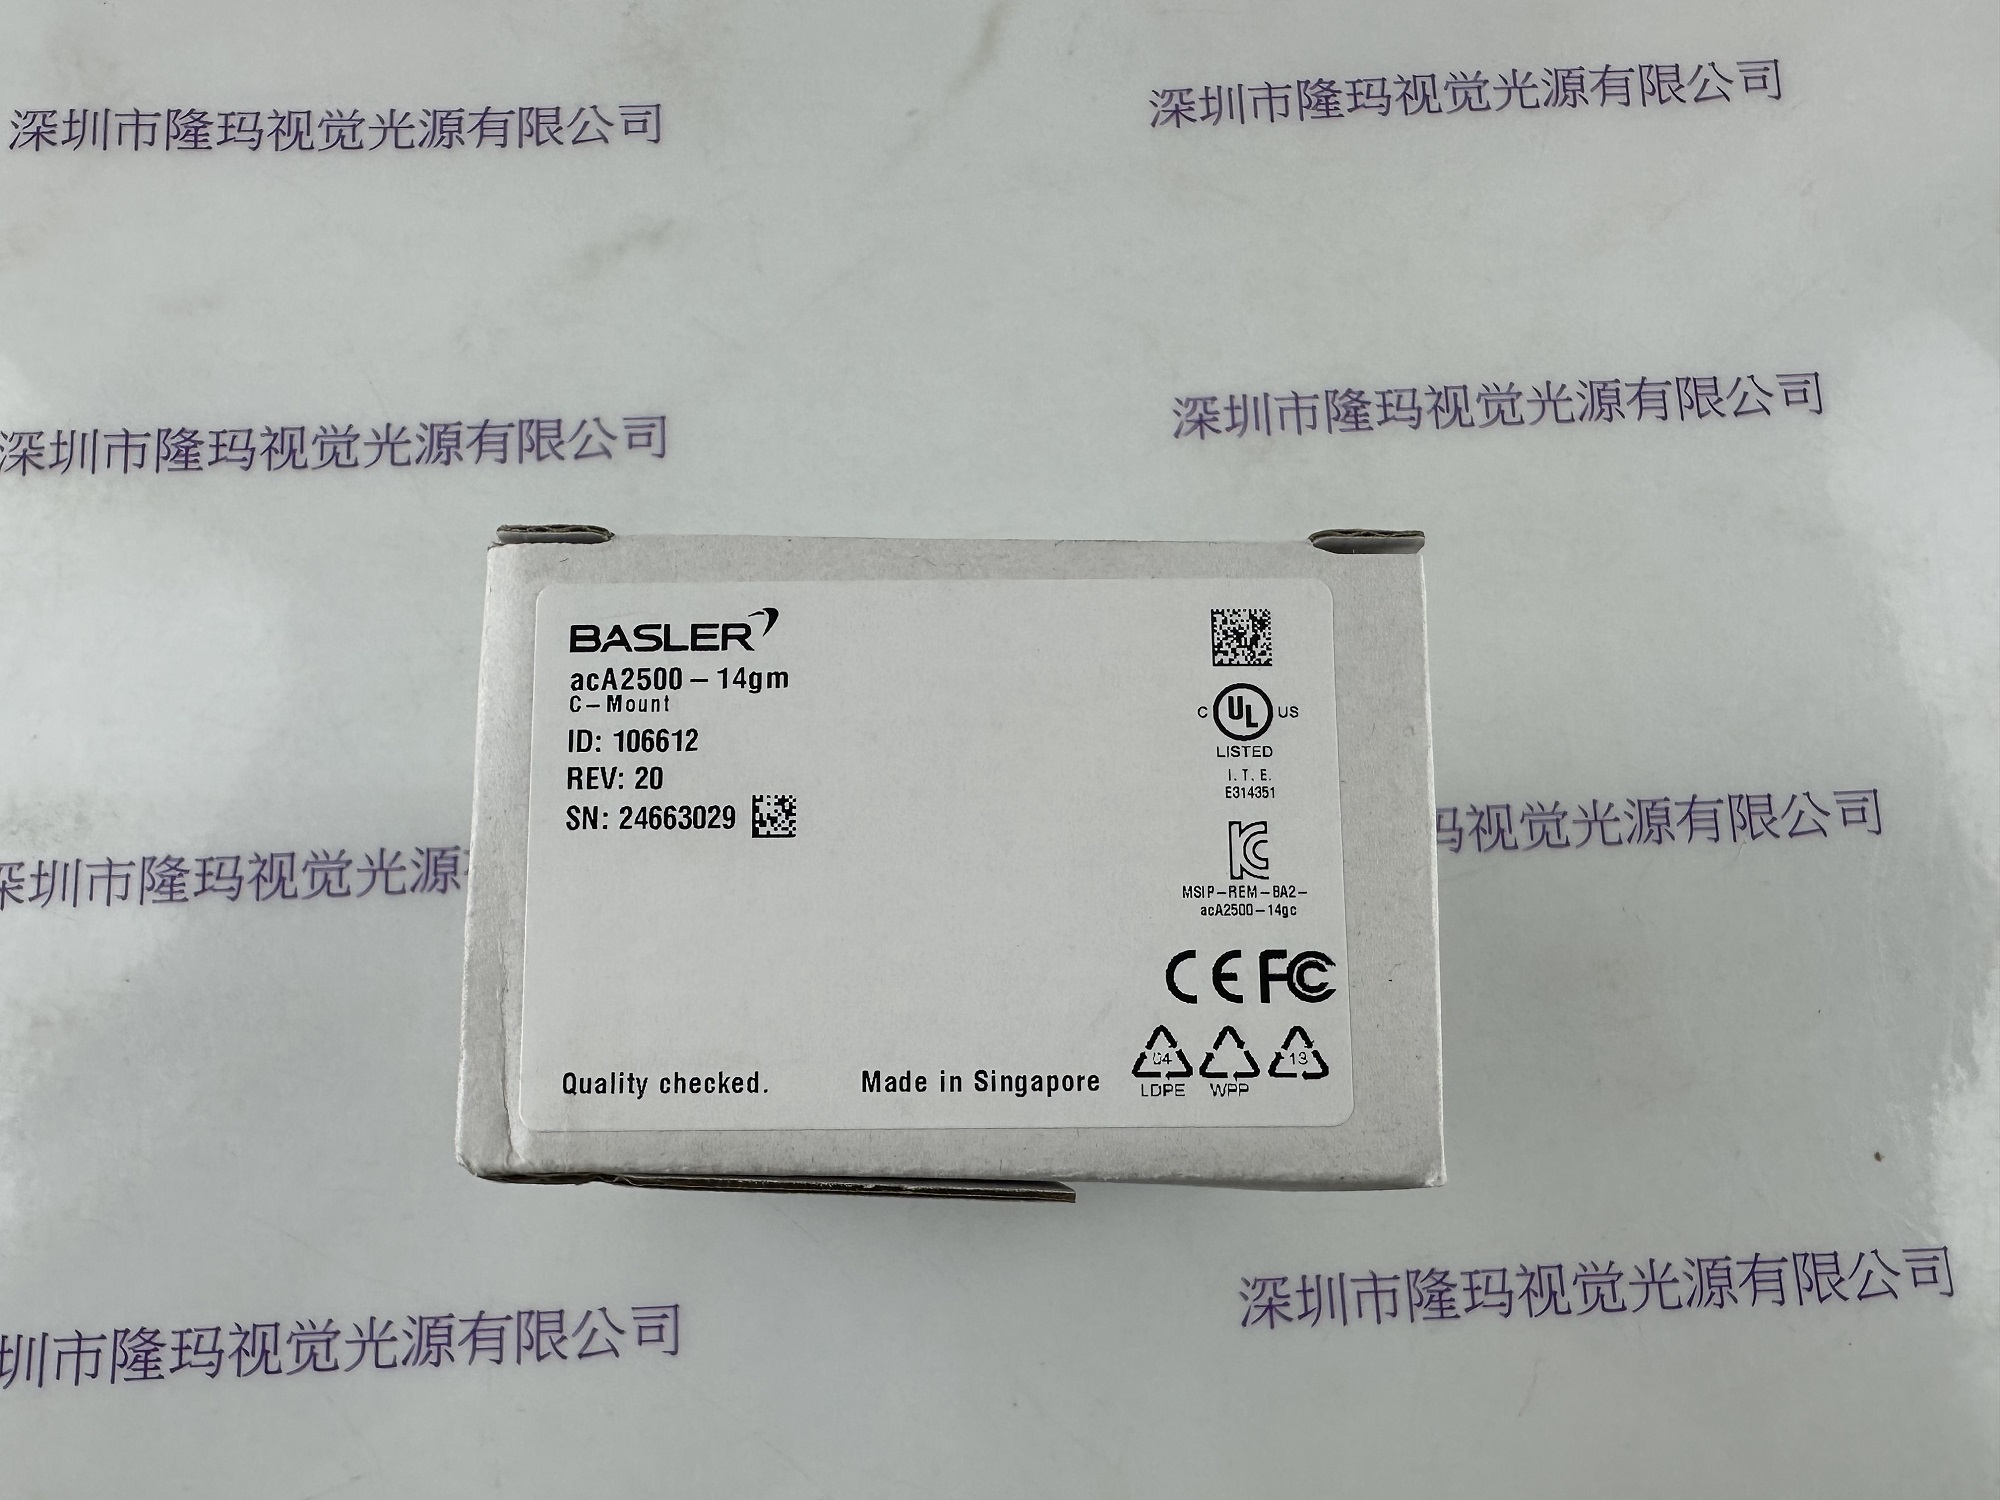 深圳市隆玛视觉光源有限公司
深圳市隆玛视觉光源有限公司
深圳市隆玛视觉光源有限公司
深圳市隆玛视觉光源有限公司
BASLER
acA2500-14gm
C-Mount
ID: 106612
REV: 20
SN: 24663029
C UL US
LISTED
I.T.E.
E314351
MSIP-REM-BA2-
acA2500-14gc
CE FC
04
13
LDPE
WPP
Quality checked.
Made in Singapore
深圳市隆玛视觉光源
玛视觉光源有限公司
圳市隆玛视觉光源有限公司
深圳市隆玛视觉光源有限公司